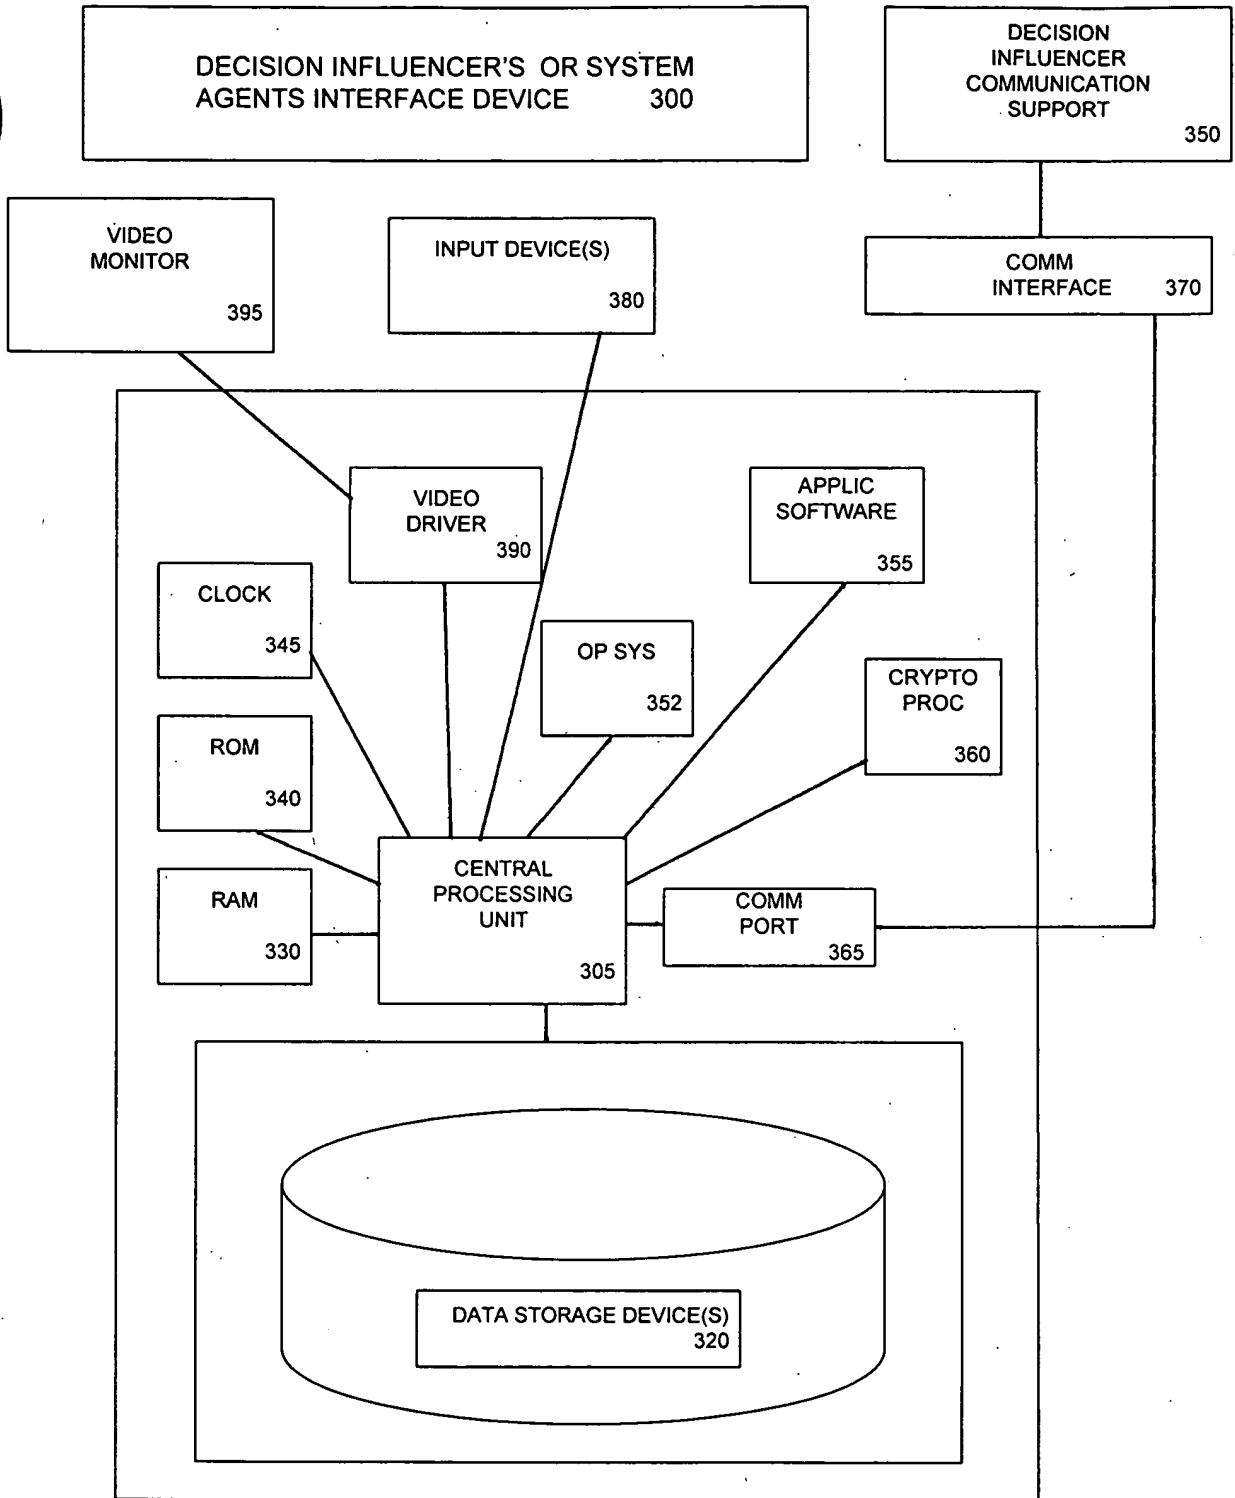 DECISION INFLUENCER'S OR SYSTEM
AGENTS INTERFACE DEVICE 300
DECISION
INFLUENCER
COMMUNICATION
SUPPORT
350
VIDEO
MONITOR
395
INPUT DEVICE(S)
380
COMM
INTERFACE 370
VIDEO
DRIVER
390
APPLIC
SOFTWARE
355
CLOCK
345
OP SYS
352
CRYPTO
PROC
360
ROM
340
CENTRAL
PROCESSING
UNIT
305
RAM
330
COMM
PORT
365
DATA STORAGE DEVICE(S)
320